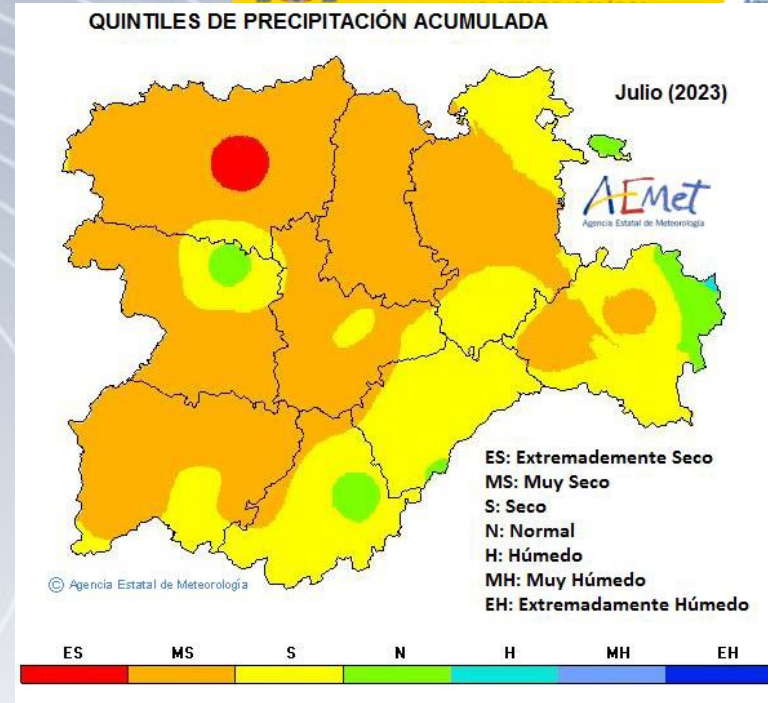 QUINTILES DE PRECIPITACIÓN ACUMULADA
Julio (2023)
AEMet
Agencia Estatal de Meteorología
ES: Extremademente Seco
MS: Muy Seco
S: Seco
N: Normal
H: Húmedo
MH: Muy Húmedo
EH: Extremadamente Húmedo
© Agencia Estatal de Meteorología
ES MS S N H MH EH